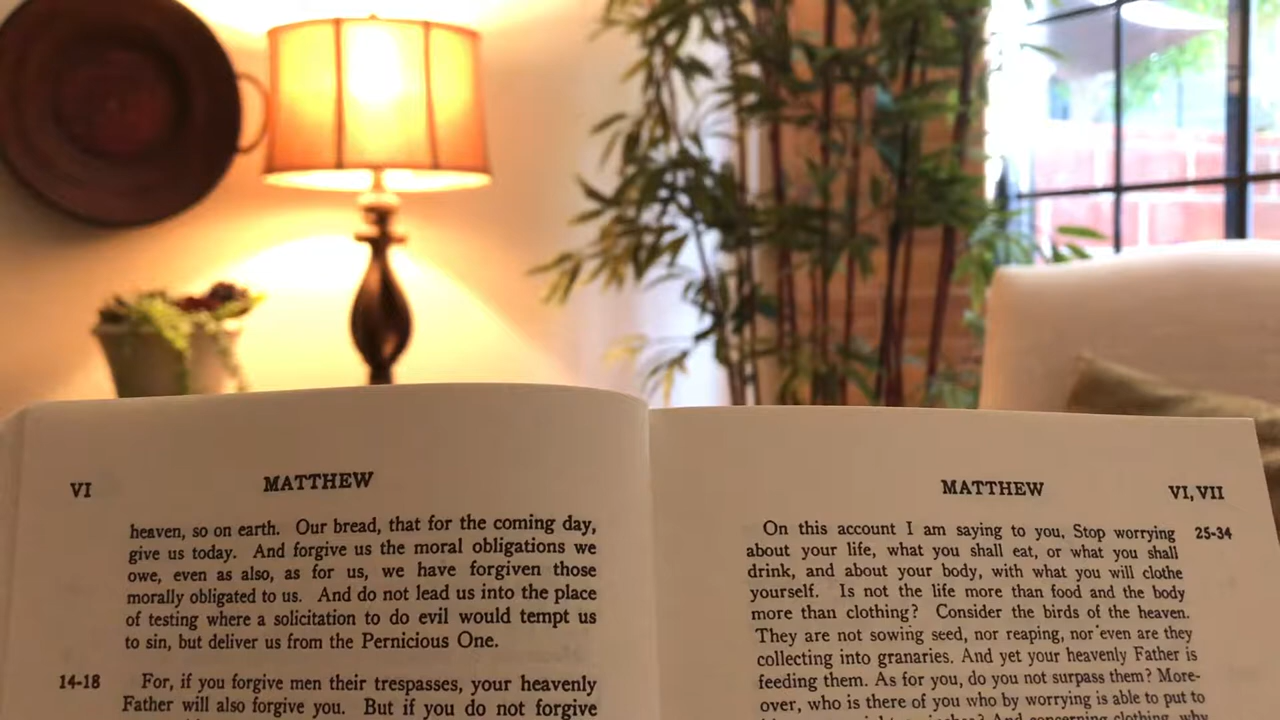 VI
MATTHEW
heaven, so on earth. Our bread, that for the coming day,
give us today. And forgive us the moral obligations we
owe, even as also, as for us, we have forgiven those
morally obligated to us. And do not lead us into the place
of testing where a solicitation to do evil would tempt us
to sin, but deliver us from the Pernicious One.
14-18 For, if you forgive men their trespasses, your heavenly
Father will also forgive you. But if you do not forgive
MATTHEW
VI, VII
On this account I am saying to you, Stop worrying 25-34
about your life, what you shall eat, or what you shall
drink, and about your body, with what you will clothe
yourself. Is not the life more than food and the body
more than clothing? Consider the birds of the heaven.
They are not sowing seed, nor reaping, nor even are they
collecting into granaries. And yet your heavenly Father is
feeding them. As for you, do you not surpass them? More-
over, who is there of you who by worrying is able to put to